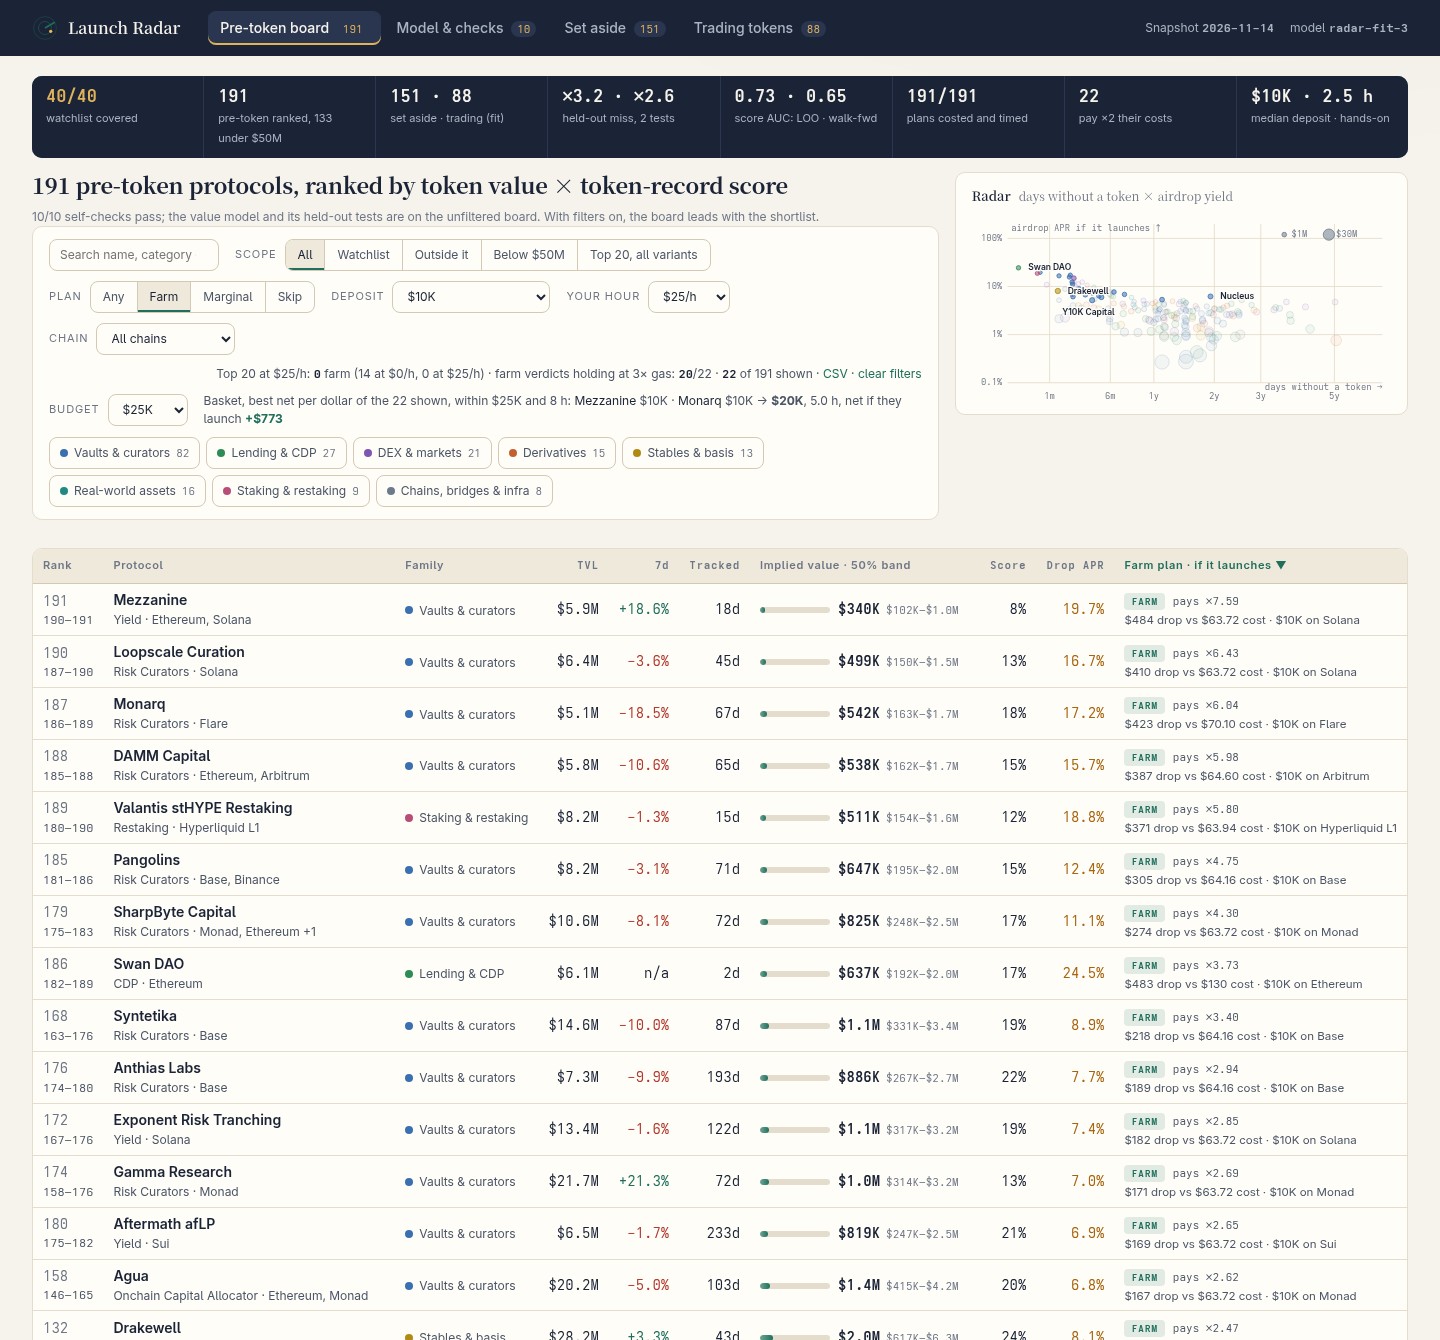 Launch Radar
Pre-token board 191
Model & checks 10
Set aside 151
Trading tokens 88
Snapshot 2026-11-14 model radar-fit-3
40/40
watchlist covered
191
pre-token ranked, 133
under $50M
151 · 88
set aside · trading (fit)
×3.2 · ×2.6
held-out miss, 2 tests
0.73 · 0.65
score AUC: LOO · walk-fwd
191/191
plans costed and timed
22
pay ×2 their costs
$10K · 2.5 h
median deposit · hands-on
191 pre-token protocols, ranked by token value × token-record score
10/10 self-checks pass; the value model and its held-out tests are on the unfiltered board. With filters on, the board leads with the shortlist.
Search name, category
SCOPE All Watchlist Outside it Below $50M Top 20, all variants
PLAN Any Farm Marginal Skip DEPOSIT $10K YOUR HOUR $25/h
CHAIN All chains
Top 20 at $25/h: 0 farm (14 at $0/h, 0 at $25/h) · farm verdicts holding at 3× gas: 20/22 · 22 of 191 shown · CSV · clear filters
BUDGET $25K
Basket, best net per dollar of the 22 shown, within $25K and 8 h: Mezzanine $10K · Monarq $10K → $20K, 5.0 h, net if they
launch +$773
Vaults & curators 82
Lending & CDP 27
DEX & markets 21
Derivatives 15
Stables & basis 13
Real-world assets 16
Staking & restaking 9
Chains, bridges & infra 8
Radar days without a token × airdrop yield
airdrop APR if it launches ↑
$1M $30M
100%
10%
1%
0.1%
Swan DAO
Drakewell
Y10K Capital
Nucleus
days without a token →
1m 6m 1y 2y 3y 5y
Rank Protocol Family TVL 7d Tracked Implied value · 50% band Score Drop APR Farm plan · if it launches ▼
191 Mezzanine Vaults & curators $5.9M +18.6% 18d $340K $102K–$1.0M 8% 19.7% FARM pays ×7.59
190–191 Yield · Ethereum, Solana $484 drop vs $63.72 cost · $10K on Solana
190 Loopscale Curation Vaults & curators $6.4M −3.6% 45d $499K $150K–$1.5M 13% 16.7% FARM pays ×6.43
187–190 Risk Curators · Solana $410 drop vs $63.72 cost · $10K on Solana
187 Monarq Vaults & curators $5.1M −18.5% 67d $542K $163K–$1.7M 18% 17.2% FARM pays ×6.04
186–189 Risk Curators · Flare $423 drop vs $70.10 cost · $10K on Flare
188 DAMM Capital Vaults & curators $5.8M −10.6% 65d $538K $162K–$1.7M 15% 15.7% FARM pays ×5.98
185–188 Risk Curators · Ethereum, Arbitrum $387 drop vs $64.60 cost · $10K on Arbitrum
189 Valantis stHYPE Restaking Staking & restaking $8.2M −1.3% 15d $511K $154K–$1.6M 12% 18.8% FARM pays ×5.80
180–190 Restaking · Hyperliquid L1 $371 drop vs $63.94 cost · $10K on Hyperliquid L1
185 Pangolins Vaults & curators $8.2M −3.1% 71d $647K $195K–$2.0M 15% 12.4% FARM pays ×4.75
181–186 Risk Curators · Base, Binance $305 drop vs $64.16 cost · $10K on Base
179 SharpByte Capital Vaults & curators $10.6M −8.1% 72d $825K $248K–$2.5M 17% 11.1% FARM pays ×4.30
175–183 Risk Curators · Monad, Ethereum +1 $274 drop vs $63.72 cost · $10K on Monad
186 Swan DAO Lending & CDP $6.1M n/a 2d $637K $192K–$2.0M 17% 24.5% FARM pays ×3.73
182–189 CDP · Ethereum $483 drop vs $130 cost · $10K on Ethereum
168 Syntetika Vaults & curators $14.6M −10.0% 87d $1.1M $331K–$3.4M 19% 8.9% FARM pays ×3.40
163–176 Risk Curators · Base $218 drop vs $64.16 cost · $10K on Base
176 Anthias Labs Vaults & curators $7.3M −9.9% 193d $886K $267K–$2.7M 22% 7.7% FARM pays ×2.94
174–180 Risk Curators · Base $189 drop vs $64.16 cost · $10K on Base
172 Exponent Risk Tranching Vaults & curators $13.4M −1.6% 122d $1.1M $317K–$3.2M 19% 7.4% FARM pays ×2.85
167–176 Yield · Solana $182 drop vs $63.72 cost · $10K on Solana
174 Gamma Research Vaults & curators $21.7M +21.3% 72d $1.0M $314K–$3.2M 13% 7.0% FARM pays ×2.69
158–176 Risk Curators · Monad $171 drop vs $63.72 cost · $10K on Monad
180 Aftermath afLP Vaults & curators $6.5M −1.7% 233d $819K $247K–$2.5M 21% 6.9% FARM pays ×2.65
175–182 Yield · Sui $169 drop vs $63.72 cost · $10K on Sui
158 Agua Vaults & curators $20.2M −5.0% 103d $1.4M $415K–$4.2M 20% 6.8% FARM pays ×2.62
146–165 Onchain Capital Allocator · Ethereum, Monad $167 drop vs $63.72 cost · $10K on Monad
132 Drakewell Stables & basis $28.2M +3.3% 43d $2.0M $617K–$6.3M 24% 8.1% FARM pays ×2.47